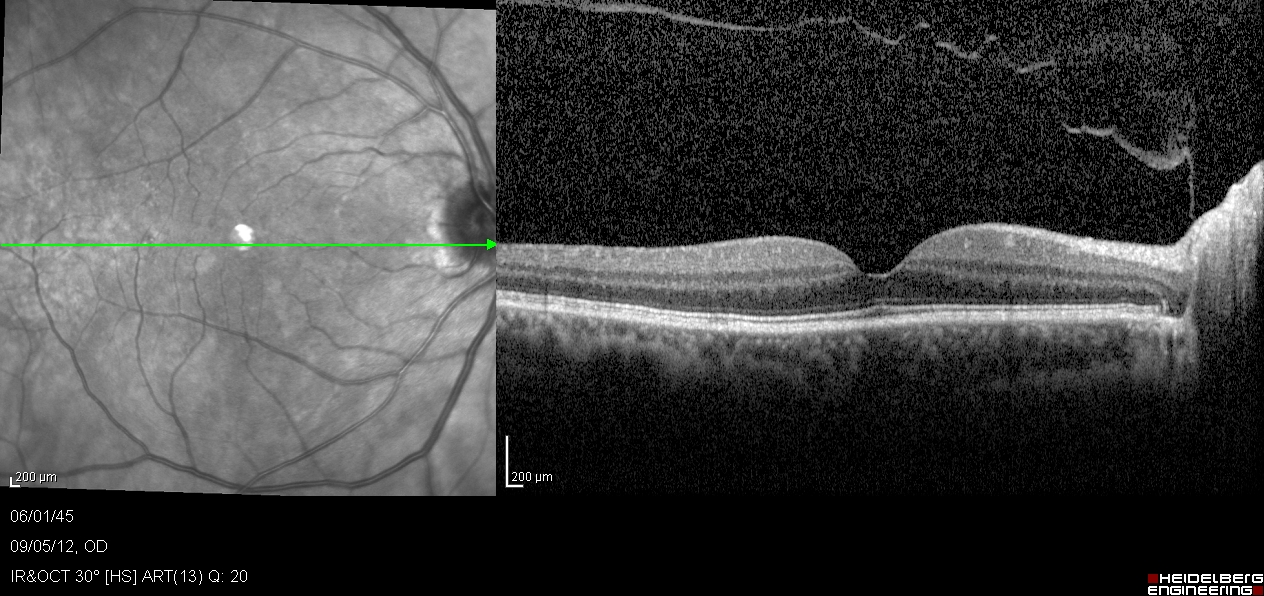 200 µm
200 µm
06/01/45
09/05/12, OD
IR&OCT 30° [HS] ART(13) Q: 20
HEIDELBERG
ENGINEERING